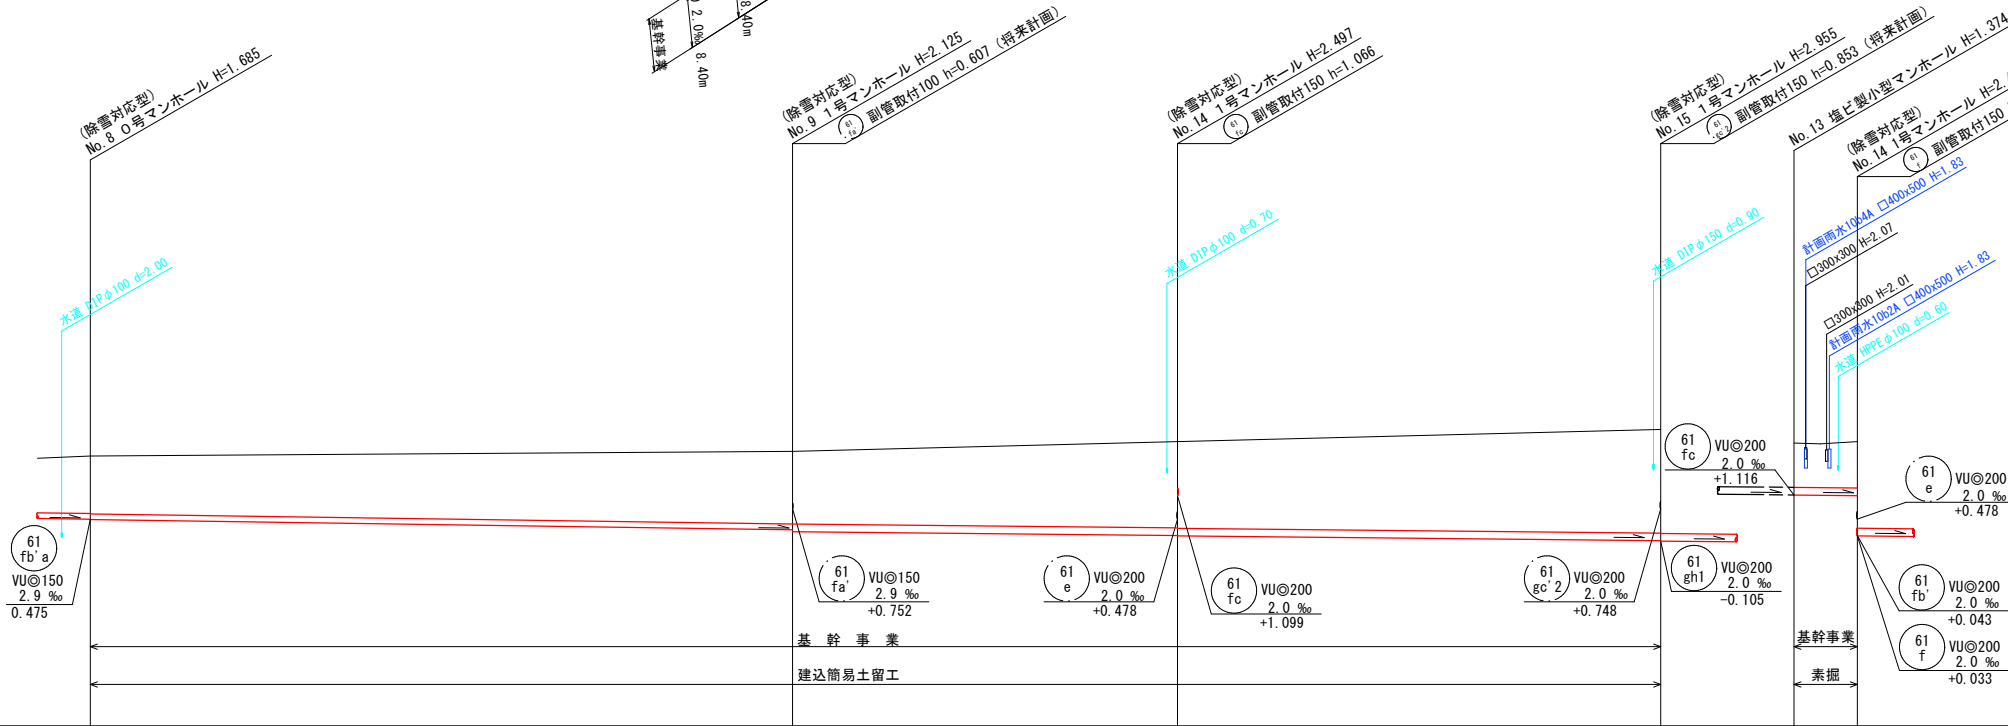 基幹事業
2.0‰ 8.40m
8.40m
(除雪対応型)
No.8 0号マンホール H=1.685
(除雪対応型)
No.9 1号マンホール H=2.125
61
fa'
副管取付100 h=0.607 (将来計画)
(除雪対応型)
No.14 1号マンホール H=2.497
61
fc
副管取付150 h=1.066
(除雪対応型)
No.15 1号マンホール H=2.955
61
gc'2
副管取付150 h=0.853 (将来計画)
No.13 塩ビ製小型マンホール H=1.374
(除雪対応型)
No.14 1号マンホール H=2.
61
f
副管取付150
水道 DIPφ100 d=2.00
水道 DIPφ100 d=0.70
水道 DIPφ150 d=0.90
計画雨水10b4A □400x500 H=1.83
□300x300 H=2.07
□300x300 H=2.01
計画雨水10b2A □400x500 H=1.83
水道 HPPEφ100 d=0.60
61
fc
VU◎200
2.0 ‰
+1.116
61
e
VU◎200
2.0 ‰
+0.478
61
fb'a
VU◎150
2.9 ‰
0.475
61
fa'
VU◎150
2.9 ‰
+0.752
61
e
VU◎200
2.0 ‰
+0.478
61
fc
VU◎200
2.0 ‰
+1.099
61
gc'2
VU◎200
2.0 ‰
+0.748
61
gh1
VU◎200
2.0 ‰
-0.105
61
fb'
VU◎200
2.0 ‰
+0.043
61
f
VU◎200
2.0 ‰
+0.033
基 幹 事 業
基幹事業
建込簡易土留工
素掘